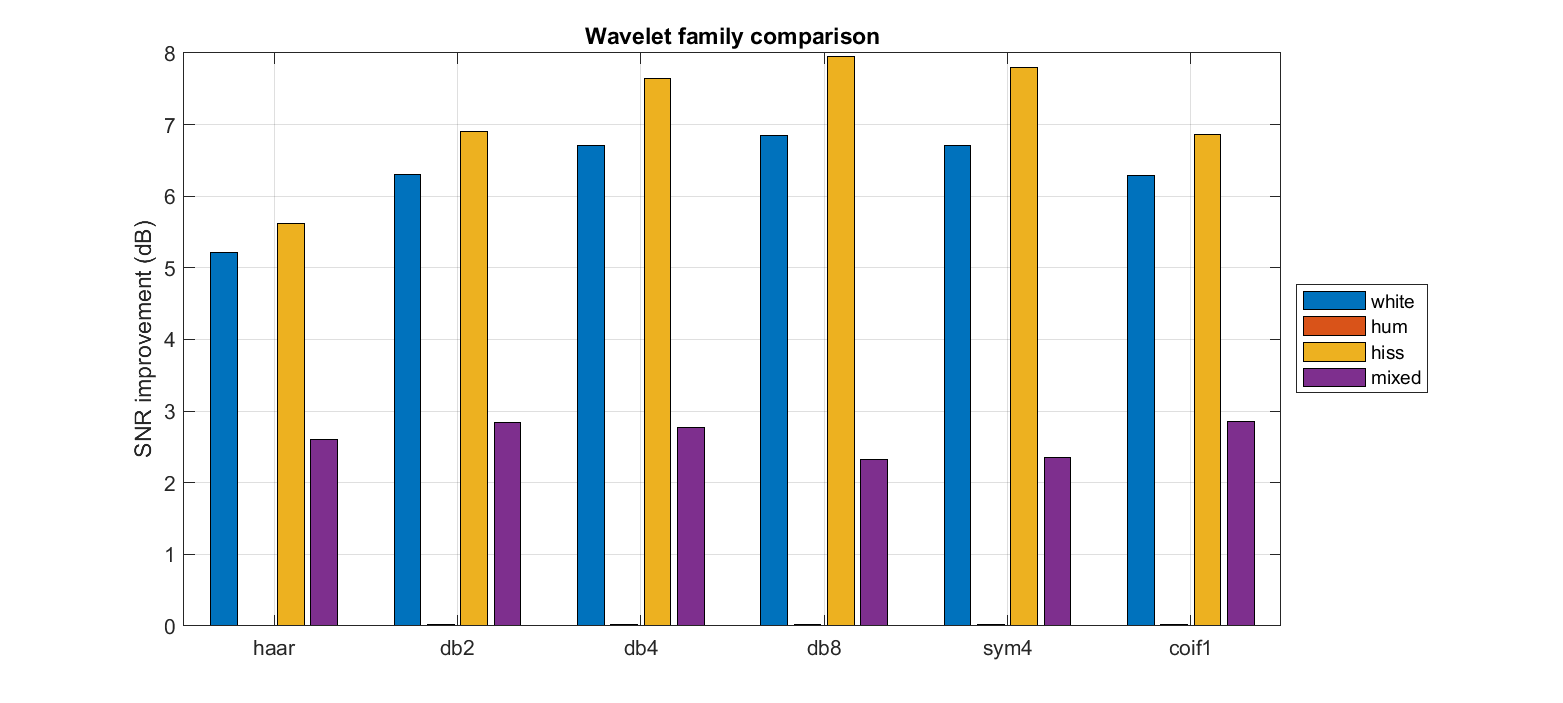 Wavelet family comparison
SNR improvement (dB)
8
7
6
5
4
3
2
1
0
haar db2 db4 db8 sym4 coif1
white
hum
hiss
mixed